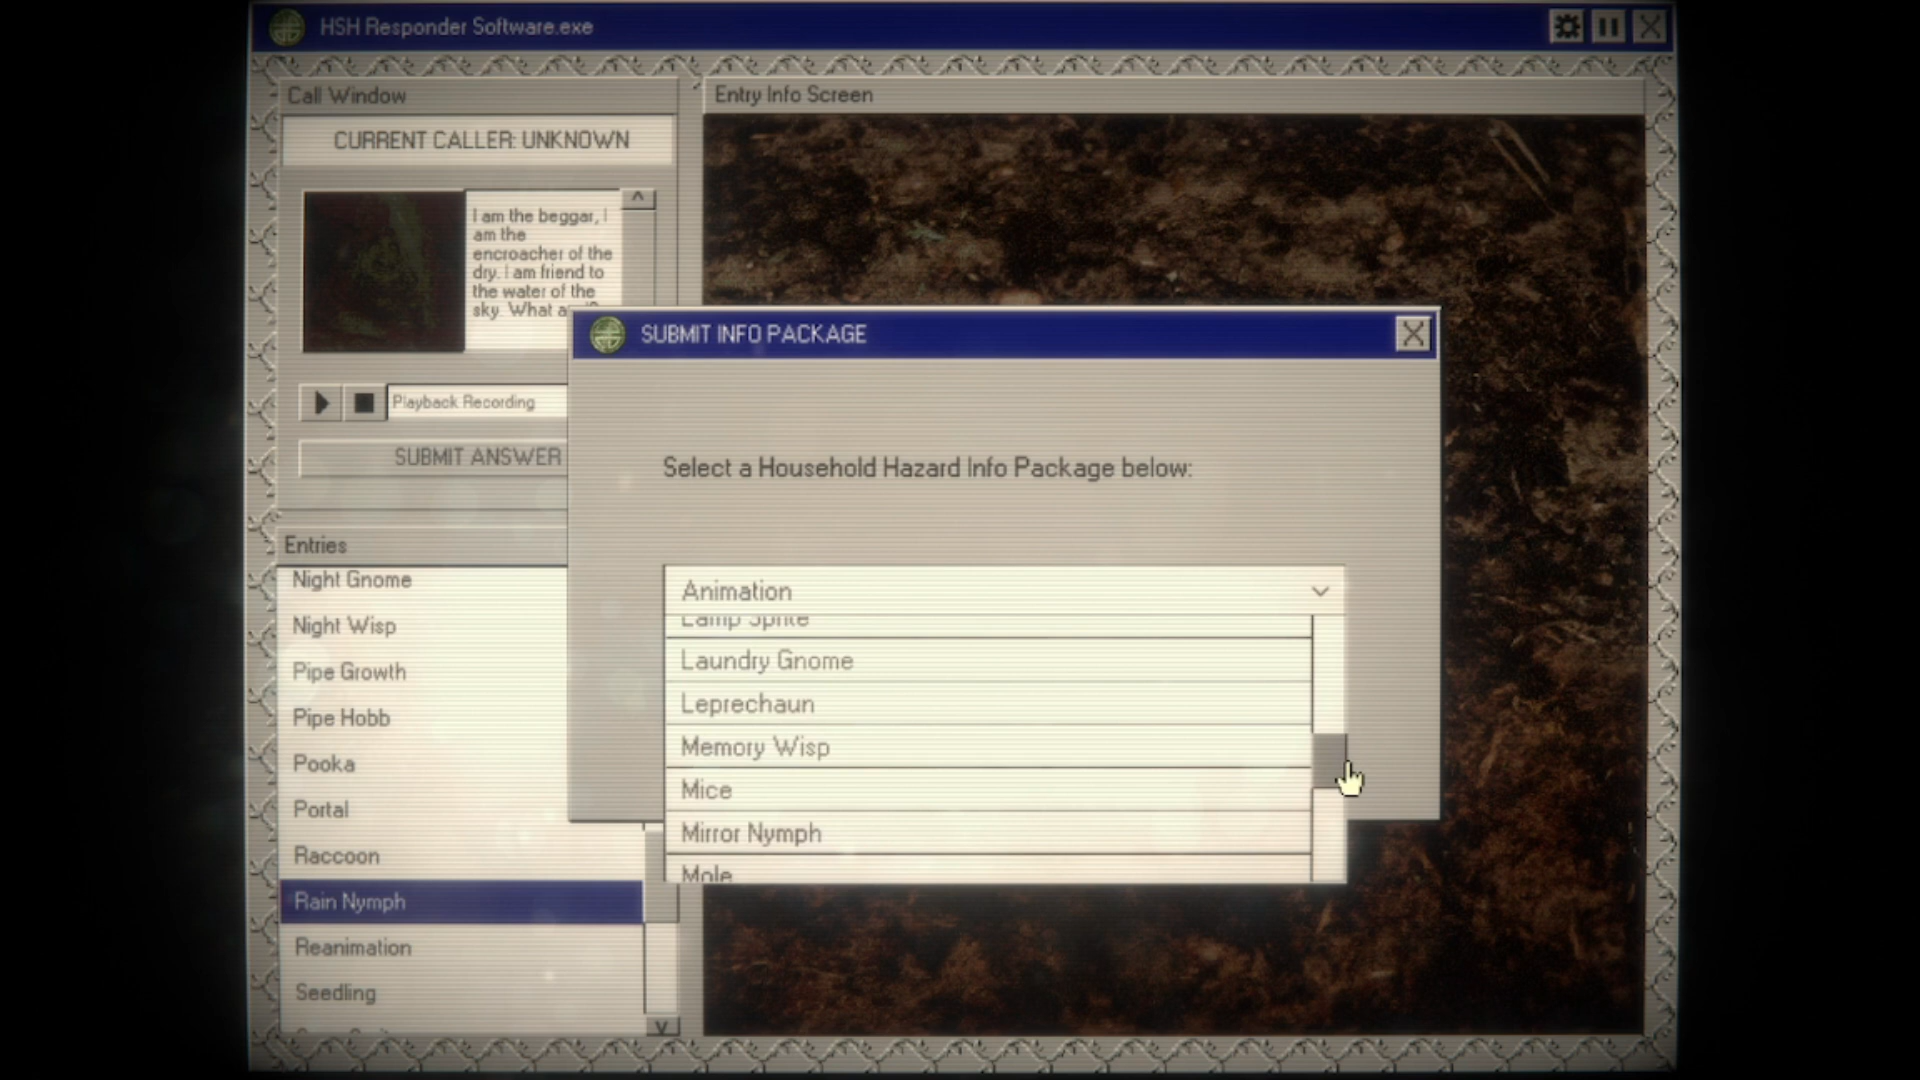 HSH Responder Software.exe
Call Window
CURRENT CALLER: UNKNOWN
I am the beggar, I
am the
encroacher of the
dry. I am friend to
the water of the
sky. What
Playback Recording
SUBMIT ANSWER
Entries
Night Gnome
Night Wisp
Pipe Growth
Pipe Hobb
Pooka
Portal
Raccoon
Rain Nymph
Reanimation
Seedling
Entry Info Screen
SUBMIT INFO PACKAGE
Select a Household Hazard Info Package below:
Animation
Lamp Sprite
Laundry Gnome
Leprechaun
Memory Wisp
Mice
Mirror Nymph
Mole